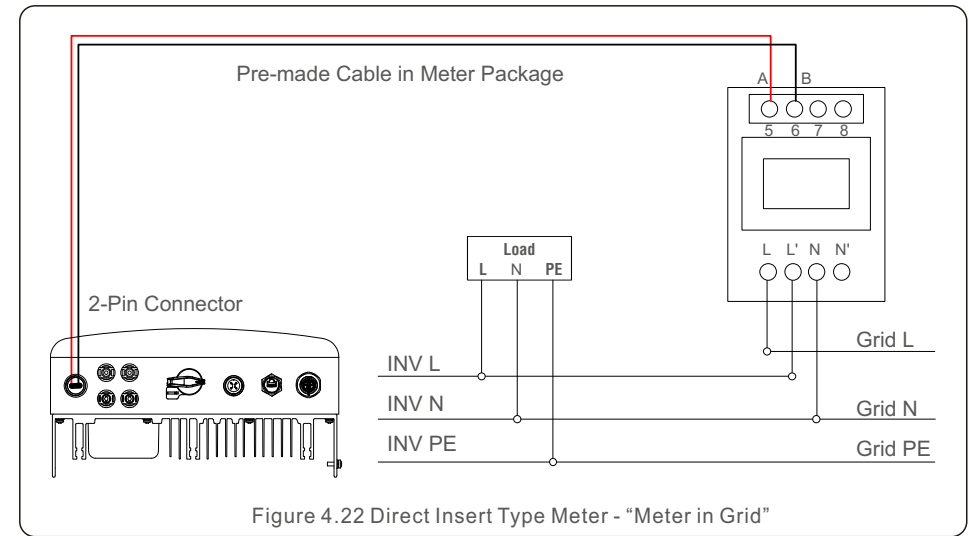 Pre-made Cable in Meter Package
A B
5 6 7 8
Load
L N PE
L L' N N'
2-Pin Connector
Grid L
INV L
INV N
Grid N
INV PE
Grid PE
Figure 4.22 Direct Insert Type Meter - “Meter in Grid”